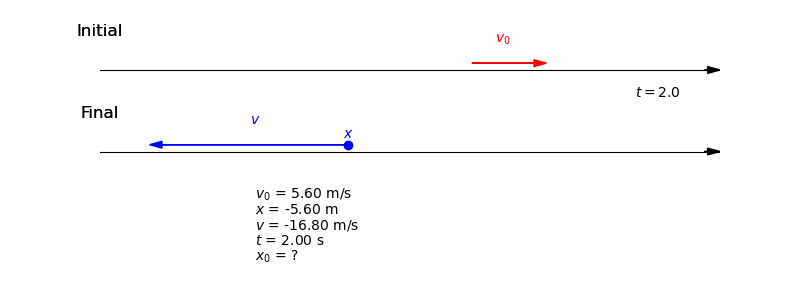 Initial
v₀
t = 2.0
Final
v
x
v₀ = 5.60 m/s
x = -5.60 m
v = -16.80 m/s
t = 2.00 s
x₀ = ?